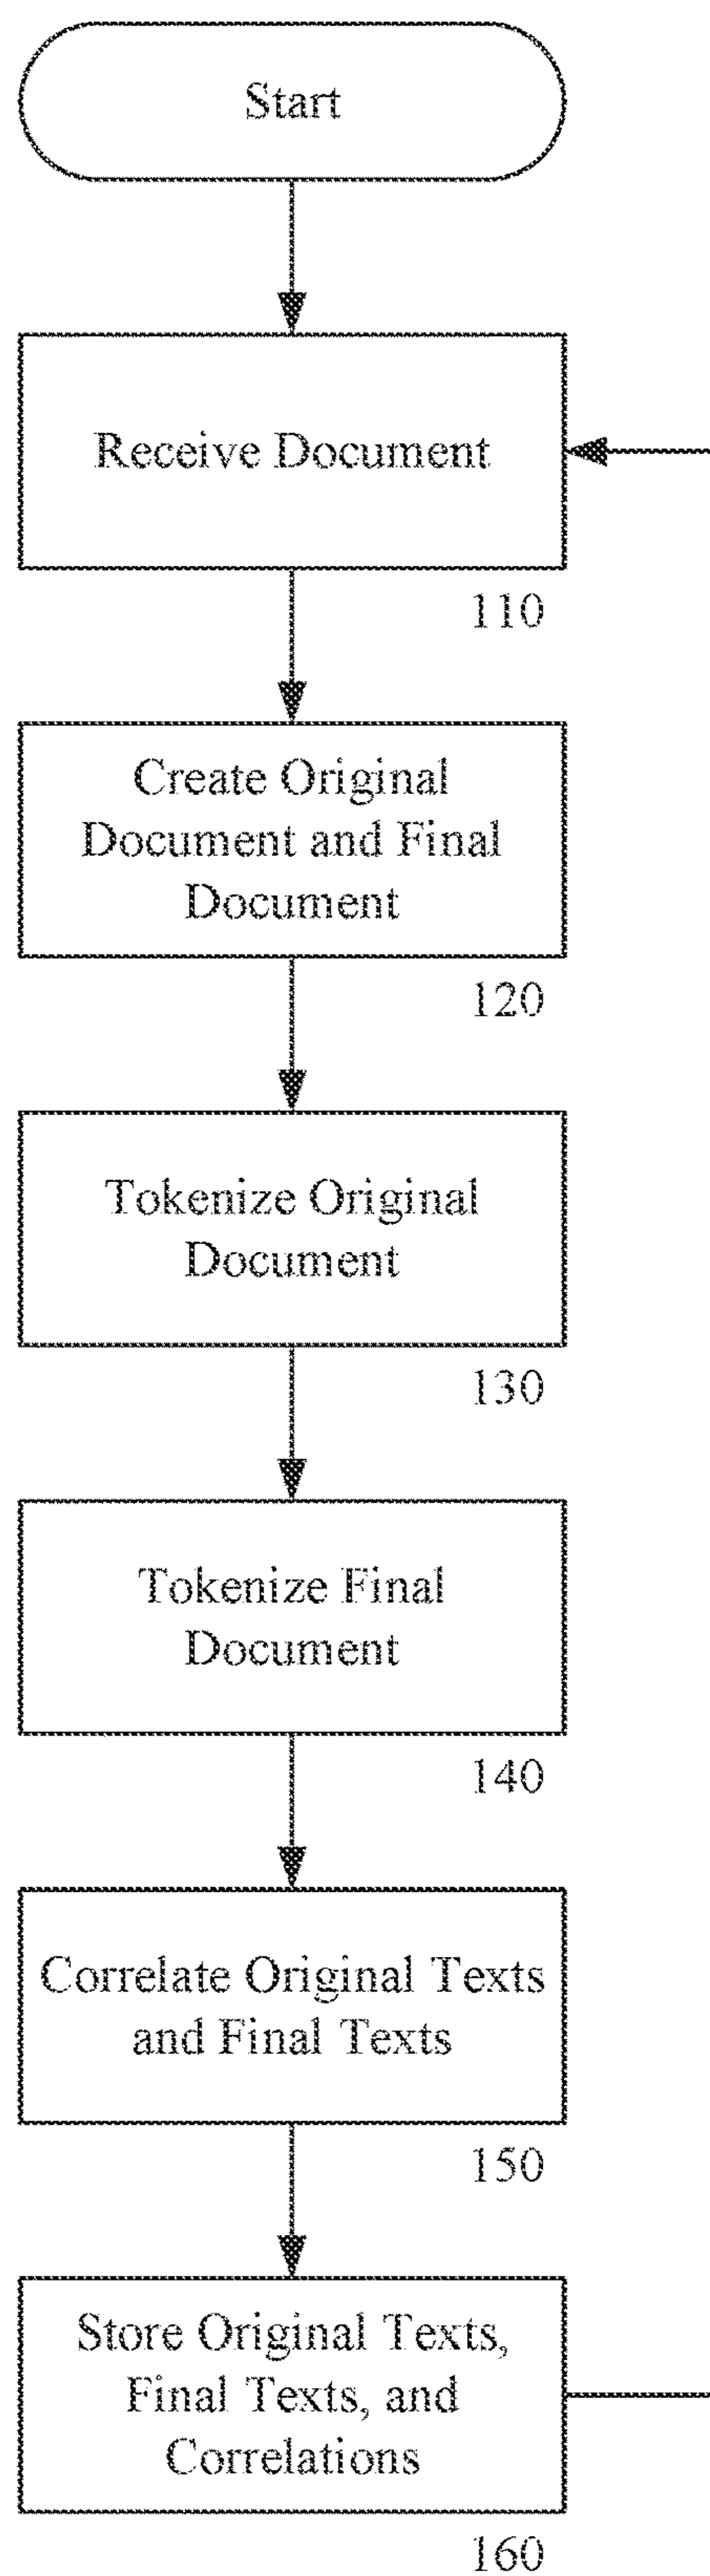 Start
Receive Document
110
Create Original
Document and Final
Document
120
Tokenize Original
Document
130
Tokenize Final
Document
140
Correlate Original Texts
and Final Texts
150
Store Original Texts,
Final Texts, and
Correlations
160